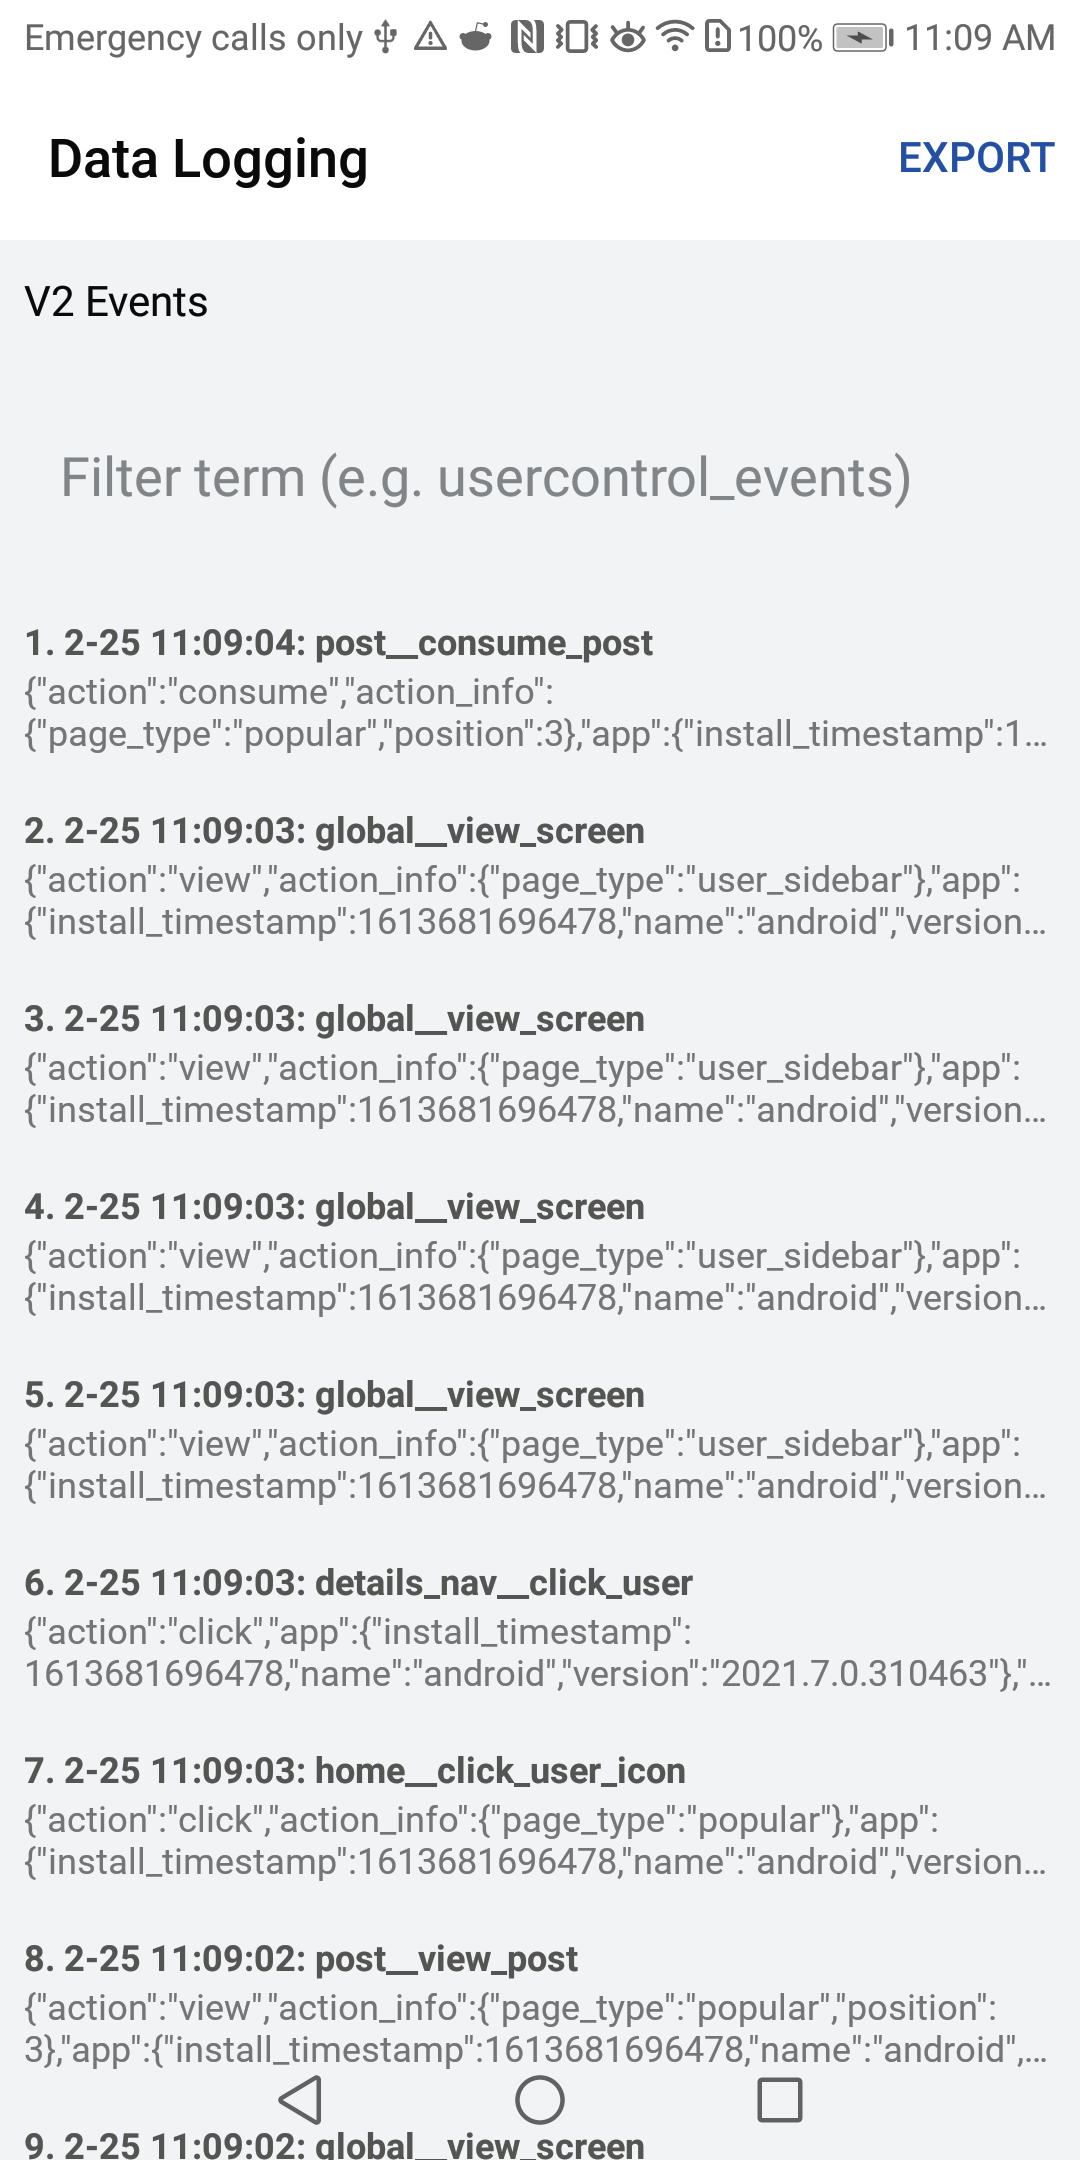 Emergency calls only 100% 11:09 AM
Data Logging EXPORT
V2 Events
Filter term (e.g. usercontrol_events)
1. 2-25 11:09:04: post__consume_post
{"action":"consume","action_info":
{"page_type":"popular","position":3},"app":{"install_timestamp":1…
2. 2-25 11:09:03: global__view_screen
{"action":"view","action_info":{"page_type":"user_sidebar"},"app":
{"install_timestamp":1613681696478,"name":"android","version…
3. 2-25 11:09:03: global__view_screen
{"action":"view","action_info":{"page_type":"user_sidebar"},"app":
{"install_timestamp":1613681696478,"name":"android","version…
4. 2-25 11:09:03: global__view_screen
{"action":"view","action_info":{"page_type":"user_sidebar"},"app":
{"install_timestamp":1613681696478,"name":"android","version…
5. 2-25 11:09:03: global__view_screen
{"action":"view","action_info":{"page_type":"user_sidebar"},"app":
{"install_timestamp":1613681696478,"name":"android","version…
6. 2-25 11:09:03: details_nav__click_user
{"action":"click","app":{"install_timestamp":
1613681696478,"name":"android","version":"2021.7.0.310463"},"…
7. 2-25 11:09:03: home__click_user_icon
{"action":"click","action_info":{"page_type":"popular"},"app":
{"install_timestamp":1613681696478,"name":"android","version…
8. 2-25 11:09:02: post__view_post
{"action":"view","action_info":{"page_type":"popular","position":
3},"app":{"install_timestamp":1613681696478,"name":"android",…
9. 2-25 11:09:02: global__view_screen